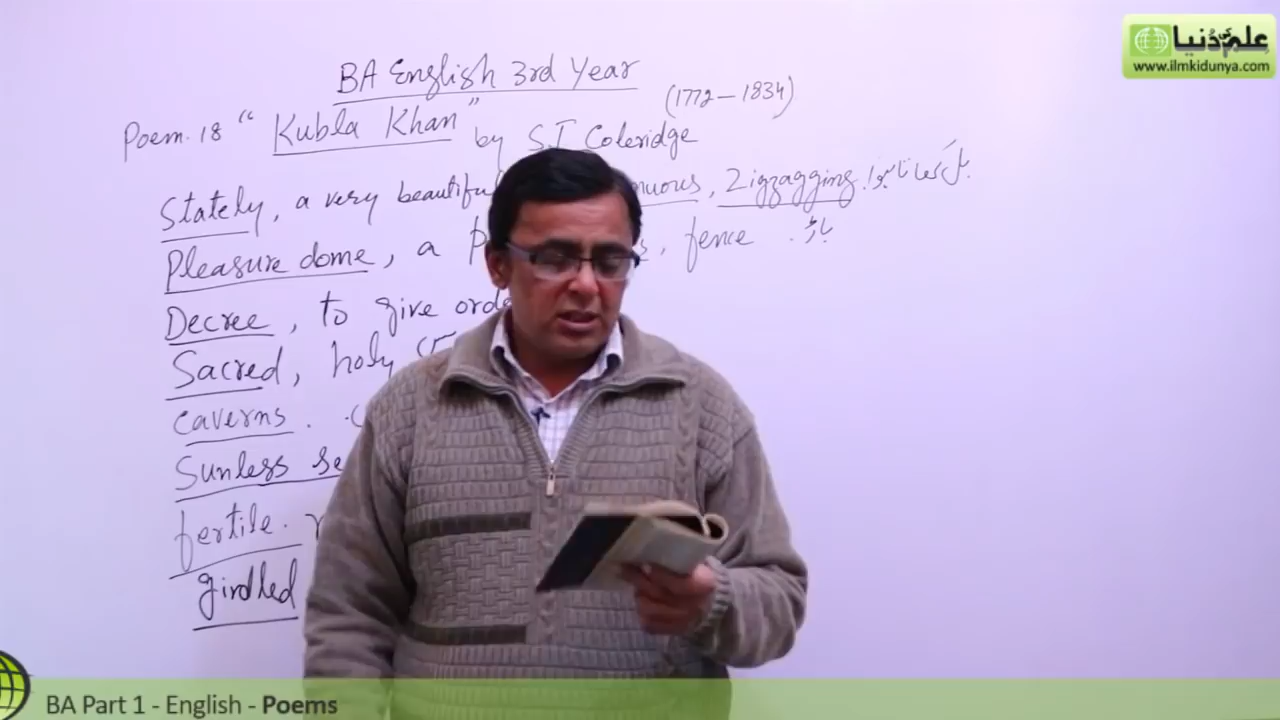 علم کی دُنیا
www.ilmkidunya.com
BA English 3rd Year
(1772 – 1834)
Poem. 18 " Kubla Khan " by S.T Coleridge
Stately, a very beautiful nuous, Zigzagging. بل کھاتا ہوا
Pleasure dome, a fence . باڑ
Decree, to give
Sacred, holy
caverns .
Sunless
fertile.
girdled
BA Part 1 - English - Poems